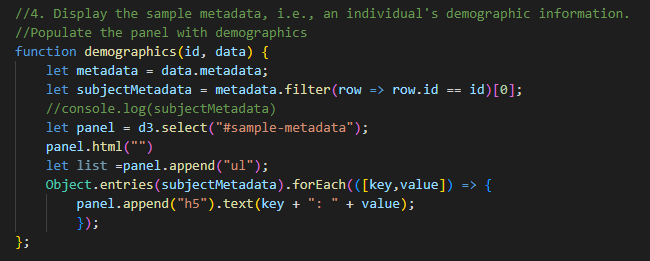 //4. Display the sample metadata, i.e., an individual's demographic information.
//Populate the panel with demographics
function demographics(id, data) {
    let metadata = data.metadata;
    let subjectMetadata = metadata.filter(row => row.id == id)[0];
    //console.log(subjectMetadata)
    let panel = d3.select("#sample-metadata");
    panel.html("")
    let list =panel.append("ul");
    Object.entries(subjectMetadata).forEach(([key,value]) => {
        panel.append("h5").text(key + ": " + value);
        });
};